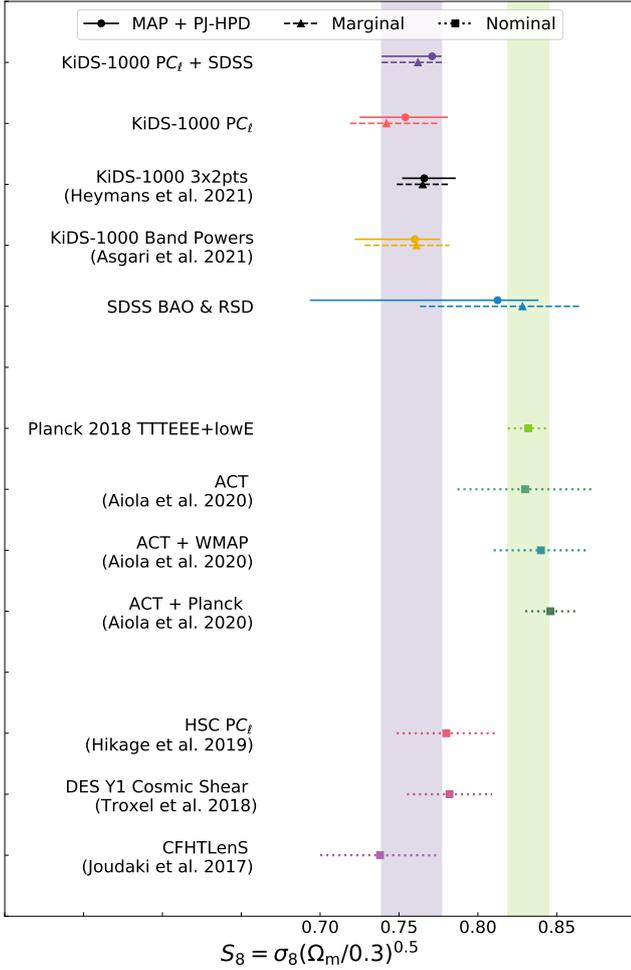 MAP + PJ-HPD Marginal Nominal
KiDS-1000 PCℓ + SDSS
KiDS-1000 PCℓ
KiDS-1000 3x2pts
(Heymans et al. 2021)
KiDS-1000 Band Powers
(Asgari et al. 2021)
SDSS BAO & RSD
Planck 2018 TTTEEE+lowE
ACT
(Aiola et al. 2020)
ACT + WMAP
(Aiola et al. 2020)
ACT + Planck
(Aiola et al. 2020)
HSC PCℓ
(Hikage et al. 2019)
DES Y1 Cosmic Shear
(Troxel et al. 2018)
CFHTLenS
(Joudaki et al. 2017)
0.70 0.75 0.80 0.85
S₈ = σ₈(Ωₘ/0.3)⁰·⁵